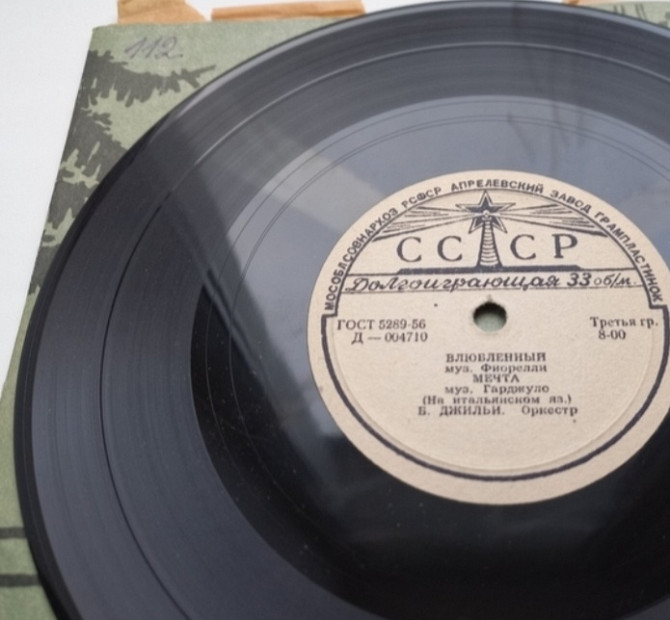 112.
МОСОБЛСОВНАРХОЗ РСФСР АПРЕЛЕВСКИЙ ЗАВОД ГРАМПЛАСТИНОК
СССР
Долгоиграющая 33 об/м.
ГОСТ 5289-56
Д — 004710
Третья гр.
8-00
ВЛЮБЛЕННЫЙ
муз. Фиорелли
МЕЧТА
муз. Гарджуло
(На итальянском яз.)
Б. ДЖИЛЬИ. Оркестр